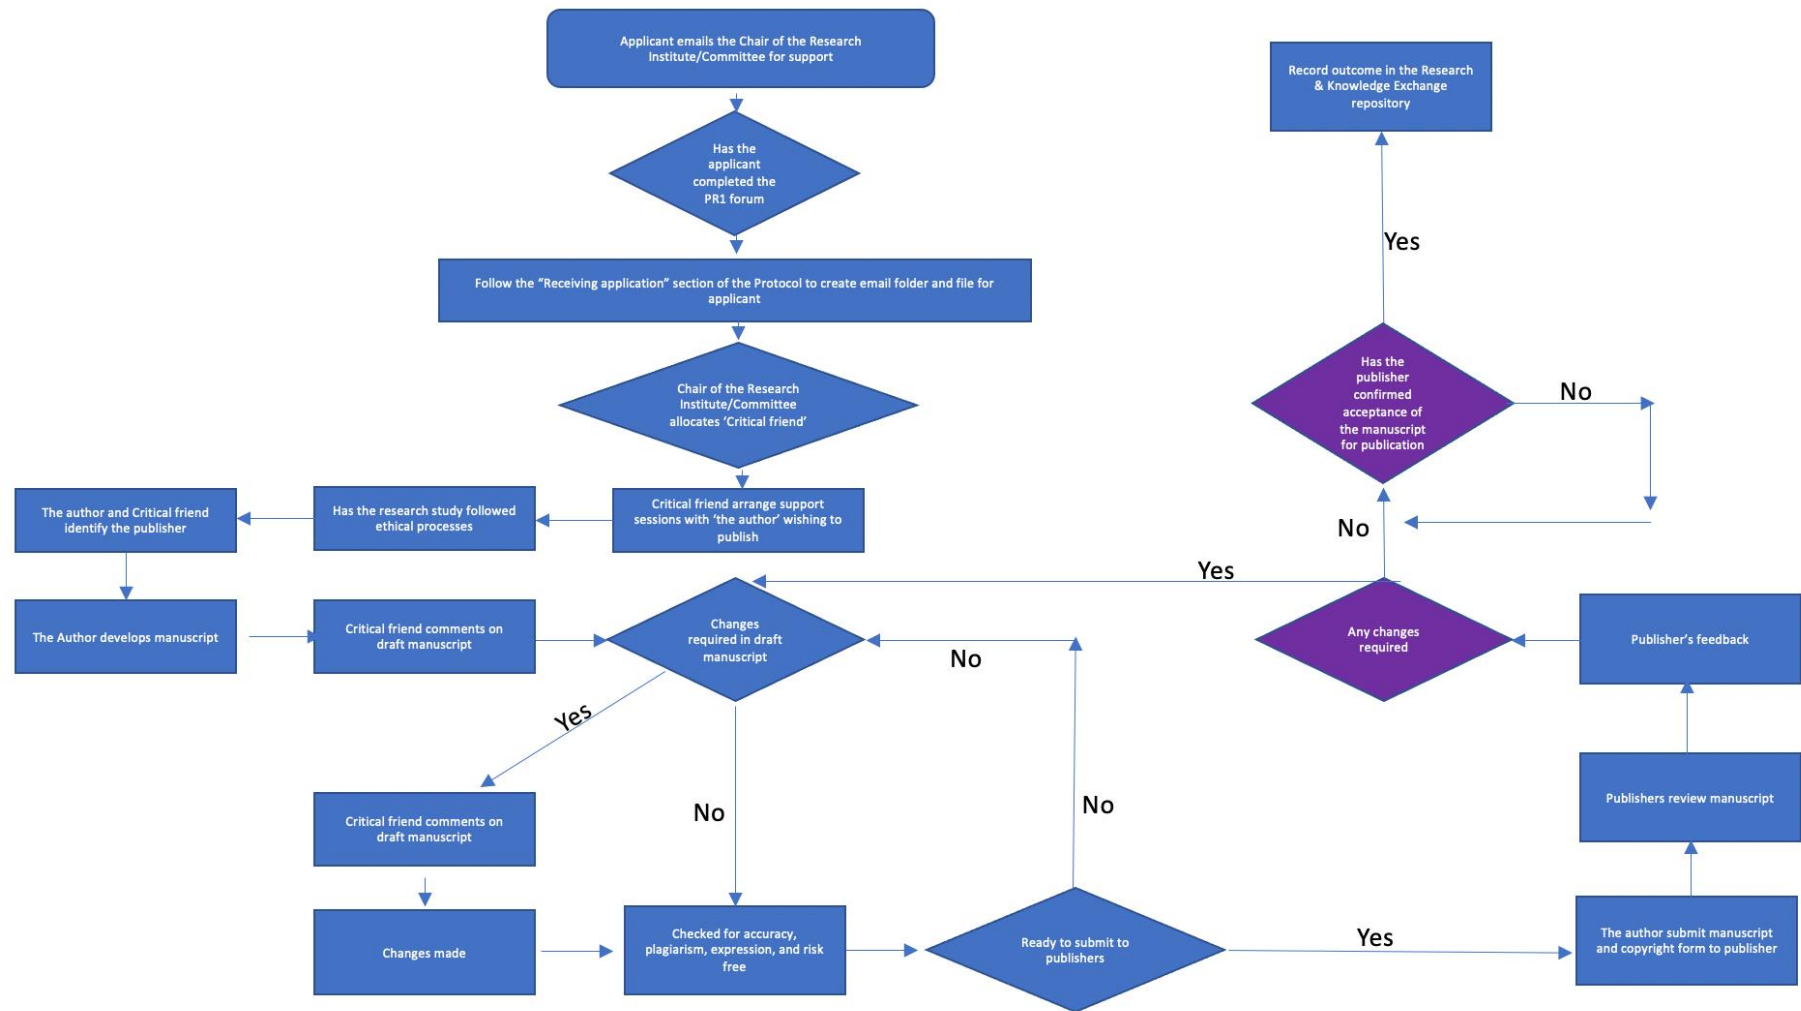 Applicant emails the Chair of the Research
Institute/Committee for support
Has the
applicant
completed the
PR1 forum
Follow the “Receiving application” section of the Protocol to create email folder and file for
applicant
Chair of the Research
Institute/Committee
allocates ‘Critical friend’
Critical friend arrange support
sessions with ‘the author’ wishing to
publish
Has the research study followed
ethical processes
The author and Critical friend
identify the publisher
The Author develops manuscript
Critical friend comments on
draft manuscript
Changes
required in draft
manuscript
Yes
Critical friend comments on
draft manuscript
Changes made
No
Checked for accuracy,
plagiarism, expression, and risk
free
Ready to submit to
publishers
No
No
Yes
The author submit manuscript
and copyright form to publisher
Publishers review manuscript
Publisher’s feedback
Any changes
required
Yes
No
Has the
publisher
confirmed
acceptance of
the manuscript
for publication
No
Yes
Record outcome in the Research
& Knowledge Exchange
repository